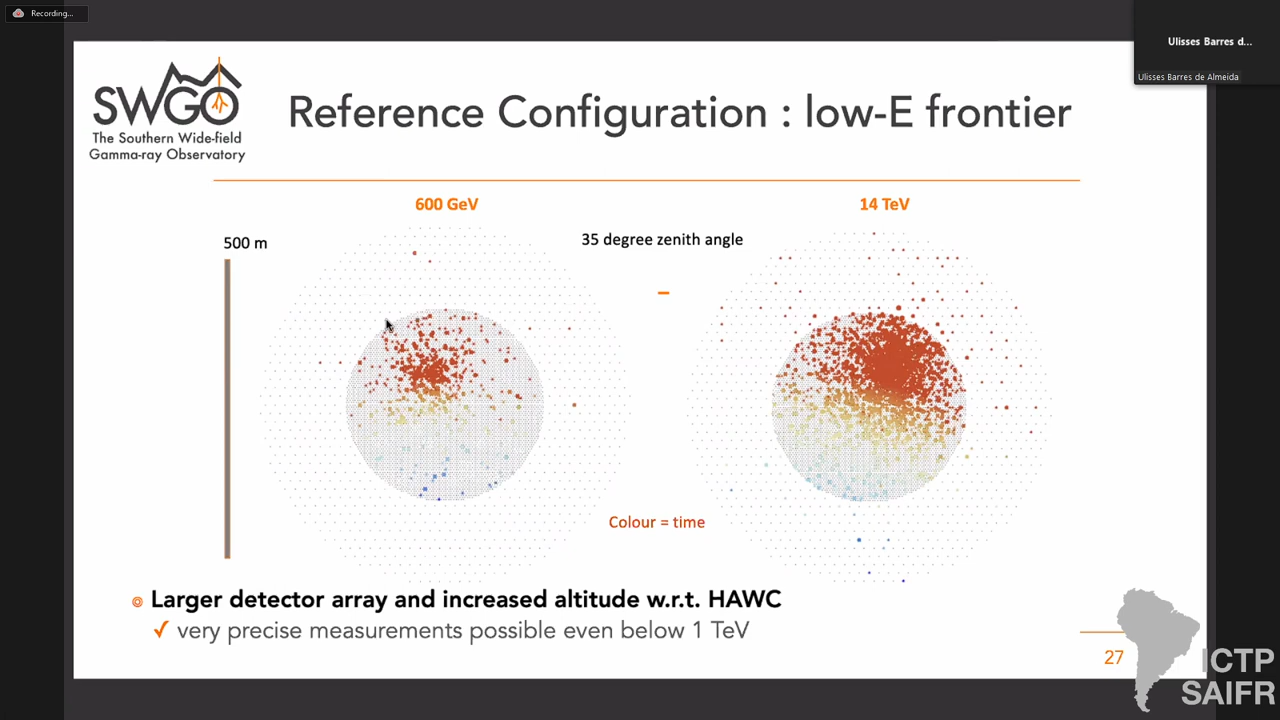 Recording...
Ulisses Barres d...
Ulisses Barres de Almeida
SWGO
The Southern Wide-field
Gamma-ray Observatory
Reference Configuration : low-E frontier
600 GeV
14 TeV
500 m
35 degree zenith angle
Colour = time
Larger detector array and increased altitude w.r.t. HAWC
✓ very precise measurements possible even below 1 TeV
27
ICTP
SAIFR